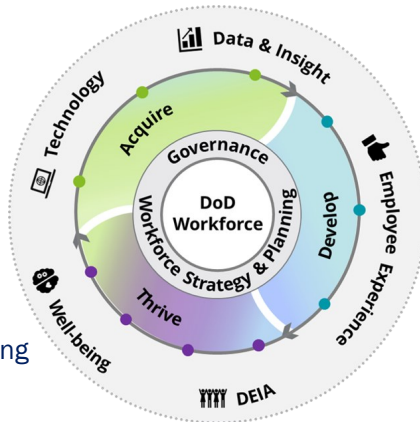 Data & Insight
Technology
Acquire
Governance
DoD
Workforce
Workforce Strategy & Planning
Develop
Employee Experience
Thrive
Well-being
ng
DEIA